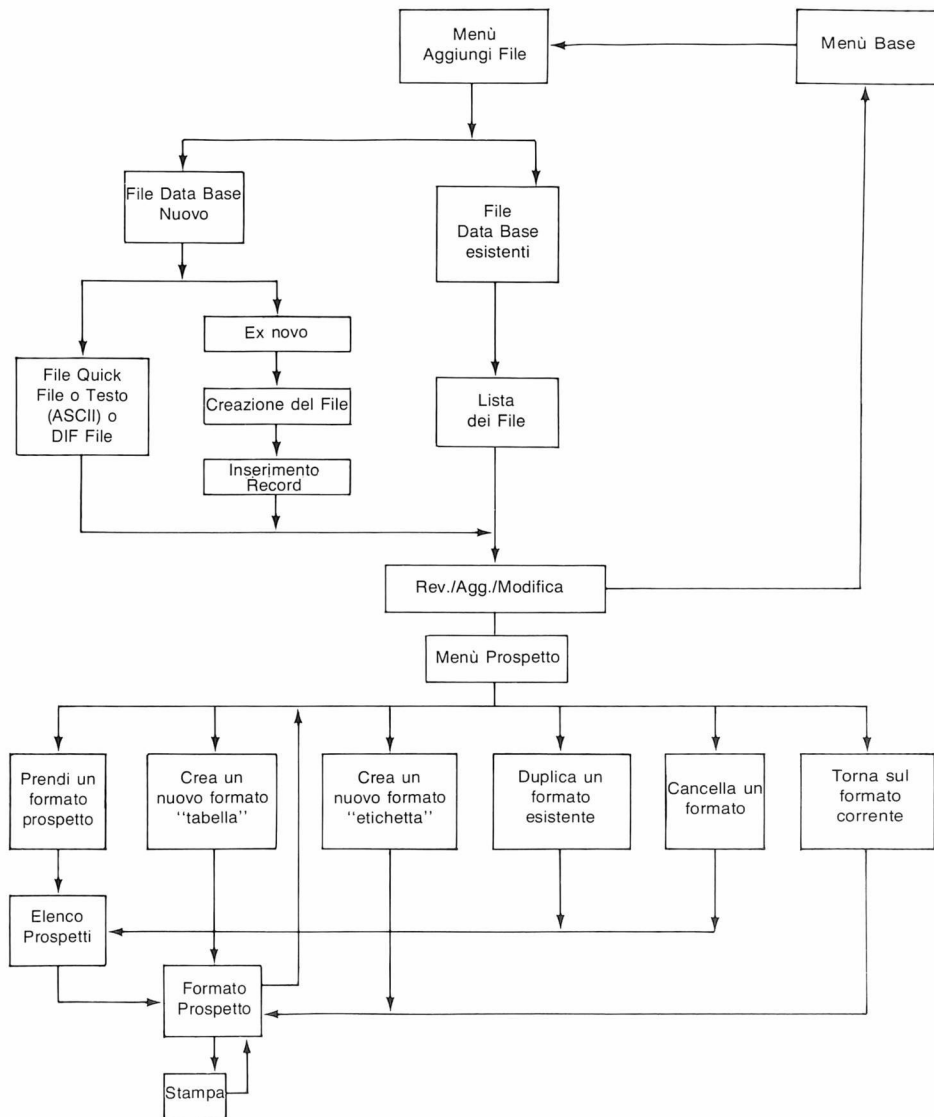 Menù
Aggiungi File
Menù Base
File Data Base
Nuovo
File
Data Base
esistenti
Ex novo
File Quick
File o Testo
(ASCII) o
DIF File
Creazione del File
Lista
dei File
Inserimento
Record
Rev./Agg./Modifica
Menù Prospetto
Prendi un
formato
prospetto
Crea un
nuovo formato
‘‘tabella’’
Crea un
nuovo formato
‘‘etichetta’’
Duplica un
formato
esistente
Cancella un
formato
Torna sul
formato
corrente
Elenco
Prospetti
Formato
Prospetto
Stampa